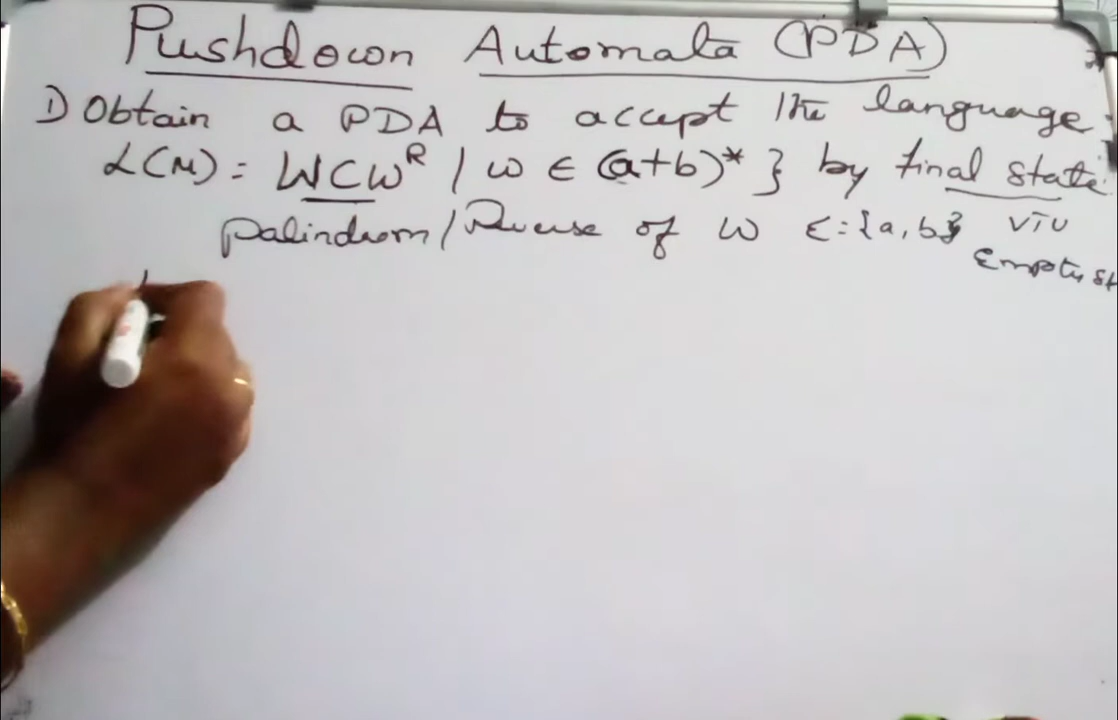 Pushdown Automata (PDA)
1) Obtain a PDA to accept the language
L(M) = WCW^R / w ∈ (a+b)* } by final state
palindrom/Reverse of W Σ = {a, b} VTU
Empty st